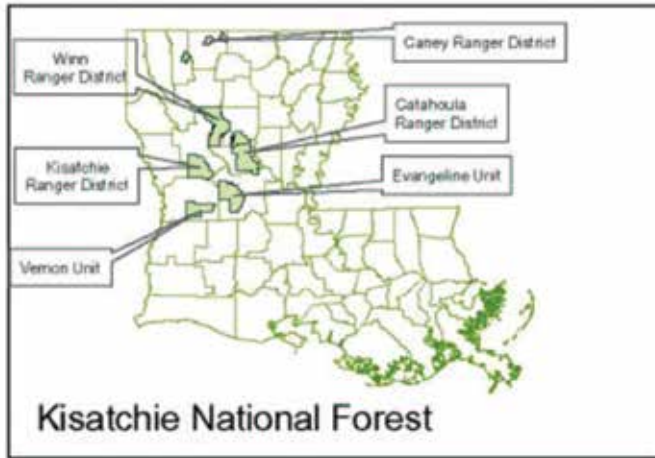 Winn
Ranger District
Caney Ranger District
Catahoula
Ranger District
Kisatchie
Ranger District
Evangeline Unit
Vernon Unit
Kisatchie National Forest